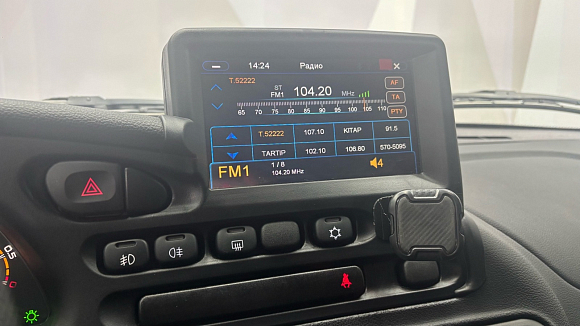 14:24 Радио
T.52222
ST
FM1 104.20 MHz
AF
TA
PTY
65 70 75 80 85 90 95 100 105 110
T.52222 107.10 KITAP 91.5
TARTIP 102.10 106.80 570-5095
FM1 1 / 8 4
104.20 MHz
0,5